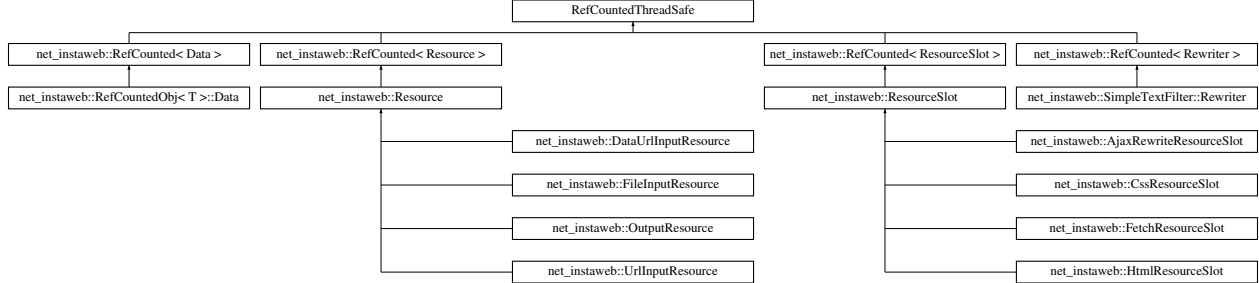 RefCountedThreadSafe
net_instaweb::RefCounted< Data >
net_instaweb::RefCounted< Resource >
net_instaweb::RefCounted< ResourceSlot >
net_instaweb::RefCounted< Rewriter >
net_instaweb::RefCountedObj< T >::Data
net_instaweb::Resource
net_instaweb::ResourceSlot
net_instaweb::SimpleTextFilter::Rewriter
net_instaweb::DataUrlInputResource
net_instaweb::AjaxRewriteResourceSlot
net_instaweb::FileInputResource
net_instaweb::CssResourceSlot
net_instaweb::OutputResource
net_instaweb::FetchResourceSlot
net_instaweb::UrlInputResource
net_instaweb::HtmlResourceSlot